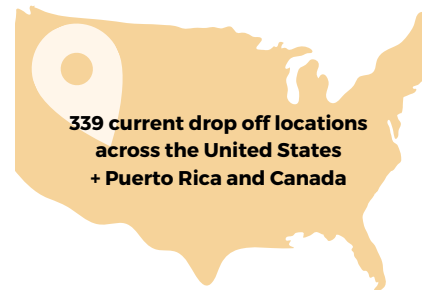 339 current drop off locations
across the United States
+ Puerto Rica and Canada